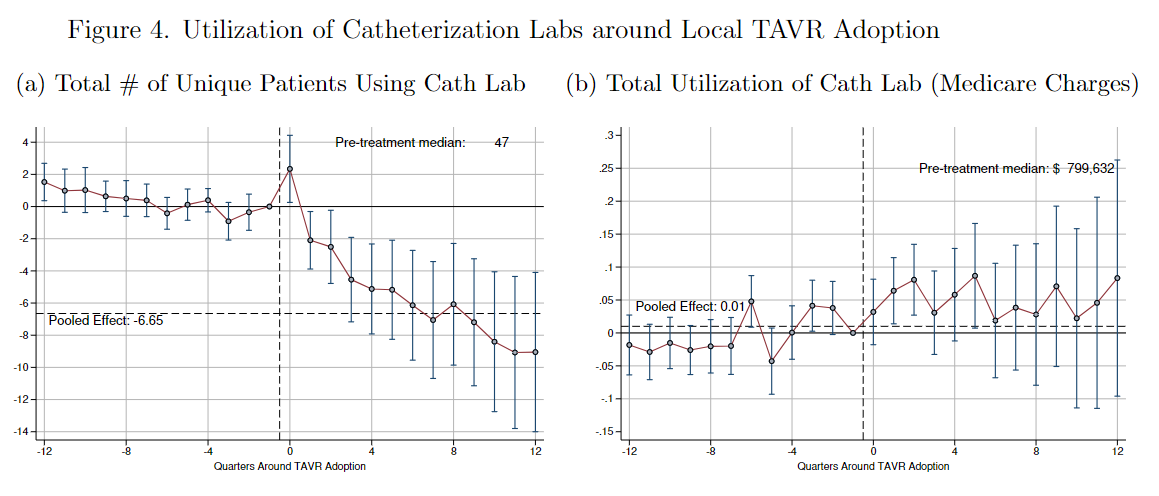 Figure 4. Utilization of Catheterization Labs around Local TAVR Adoption
(a) Total # of Unique Patients Using Cath Lab
Pre-treatment median: 47
4
2
0
-2
-4
-6
-8
-10
-12
-14
Pooled Effect: -6.65
-12 -8 -4 0 4 8 12
Quarters Around TAVR Adoption
(b) Total Utilization of Cath Lab (Medicare Charges)
Pre-treatment median: $ 799,632
.3
.25
.2
.15
.1
.05
0
-.05
-.1
-.15
Pooled Effect: 0.01
-12 -8 -4 0 4 8 12
Quarters Around TAVR Adoption